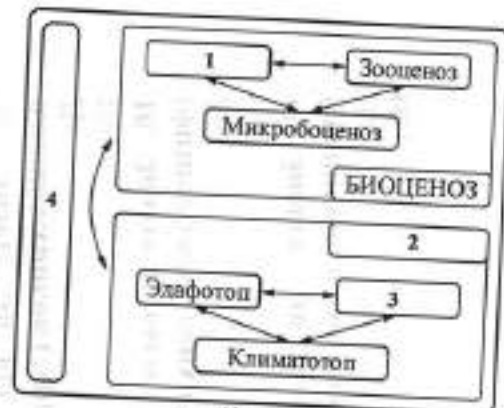 1
Зооценоз
Микробоценоз
БИОЦЕНОЗ
4
2
Эдафотоп
3
Климатотоп